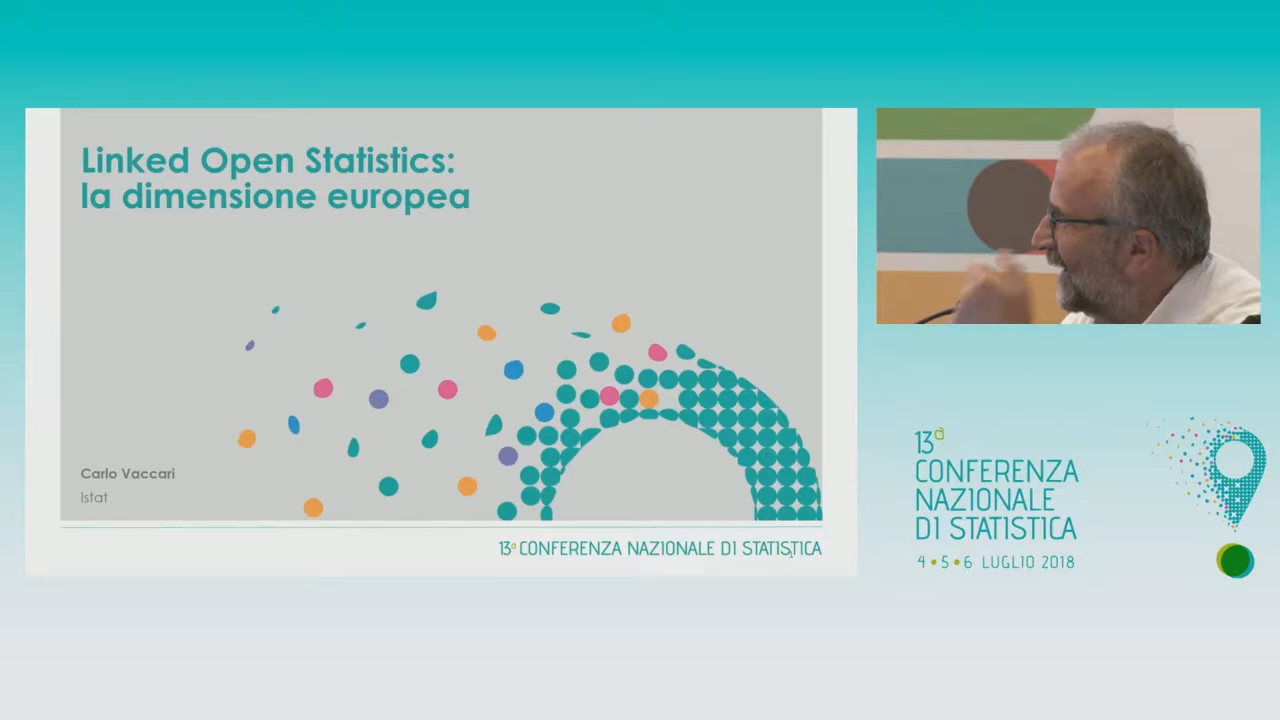 Linked Open Statistics:
la dimensione europea
Carlo Vaccari
Istat
13a CONFERENZA NAZIONALE DI STATISTICA
13a
CONFERENZA
NAZIONALE
DI STATISTICA
4 • 5 • 6 LUGLIO 2018